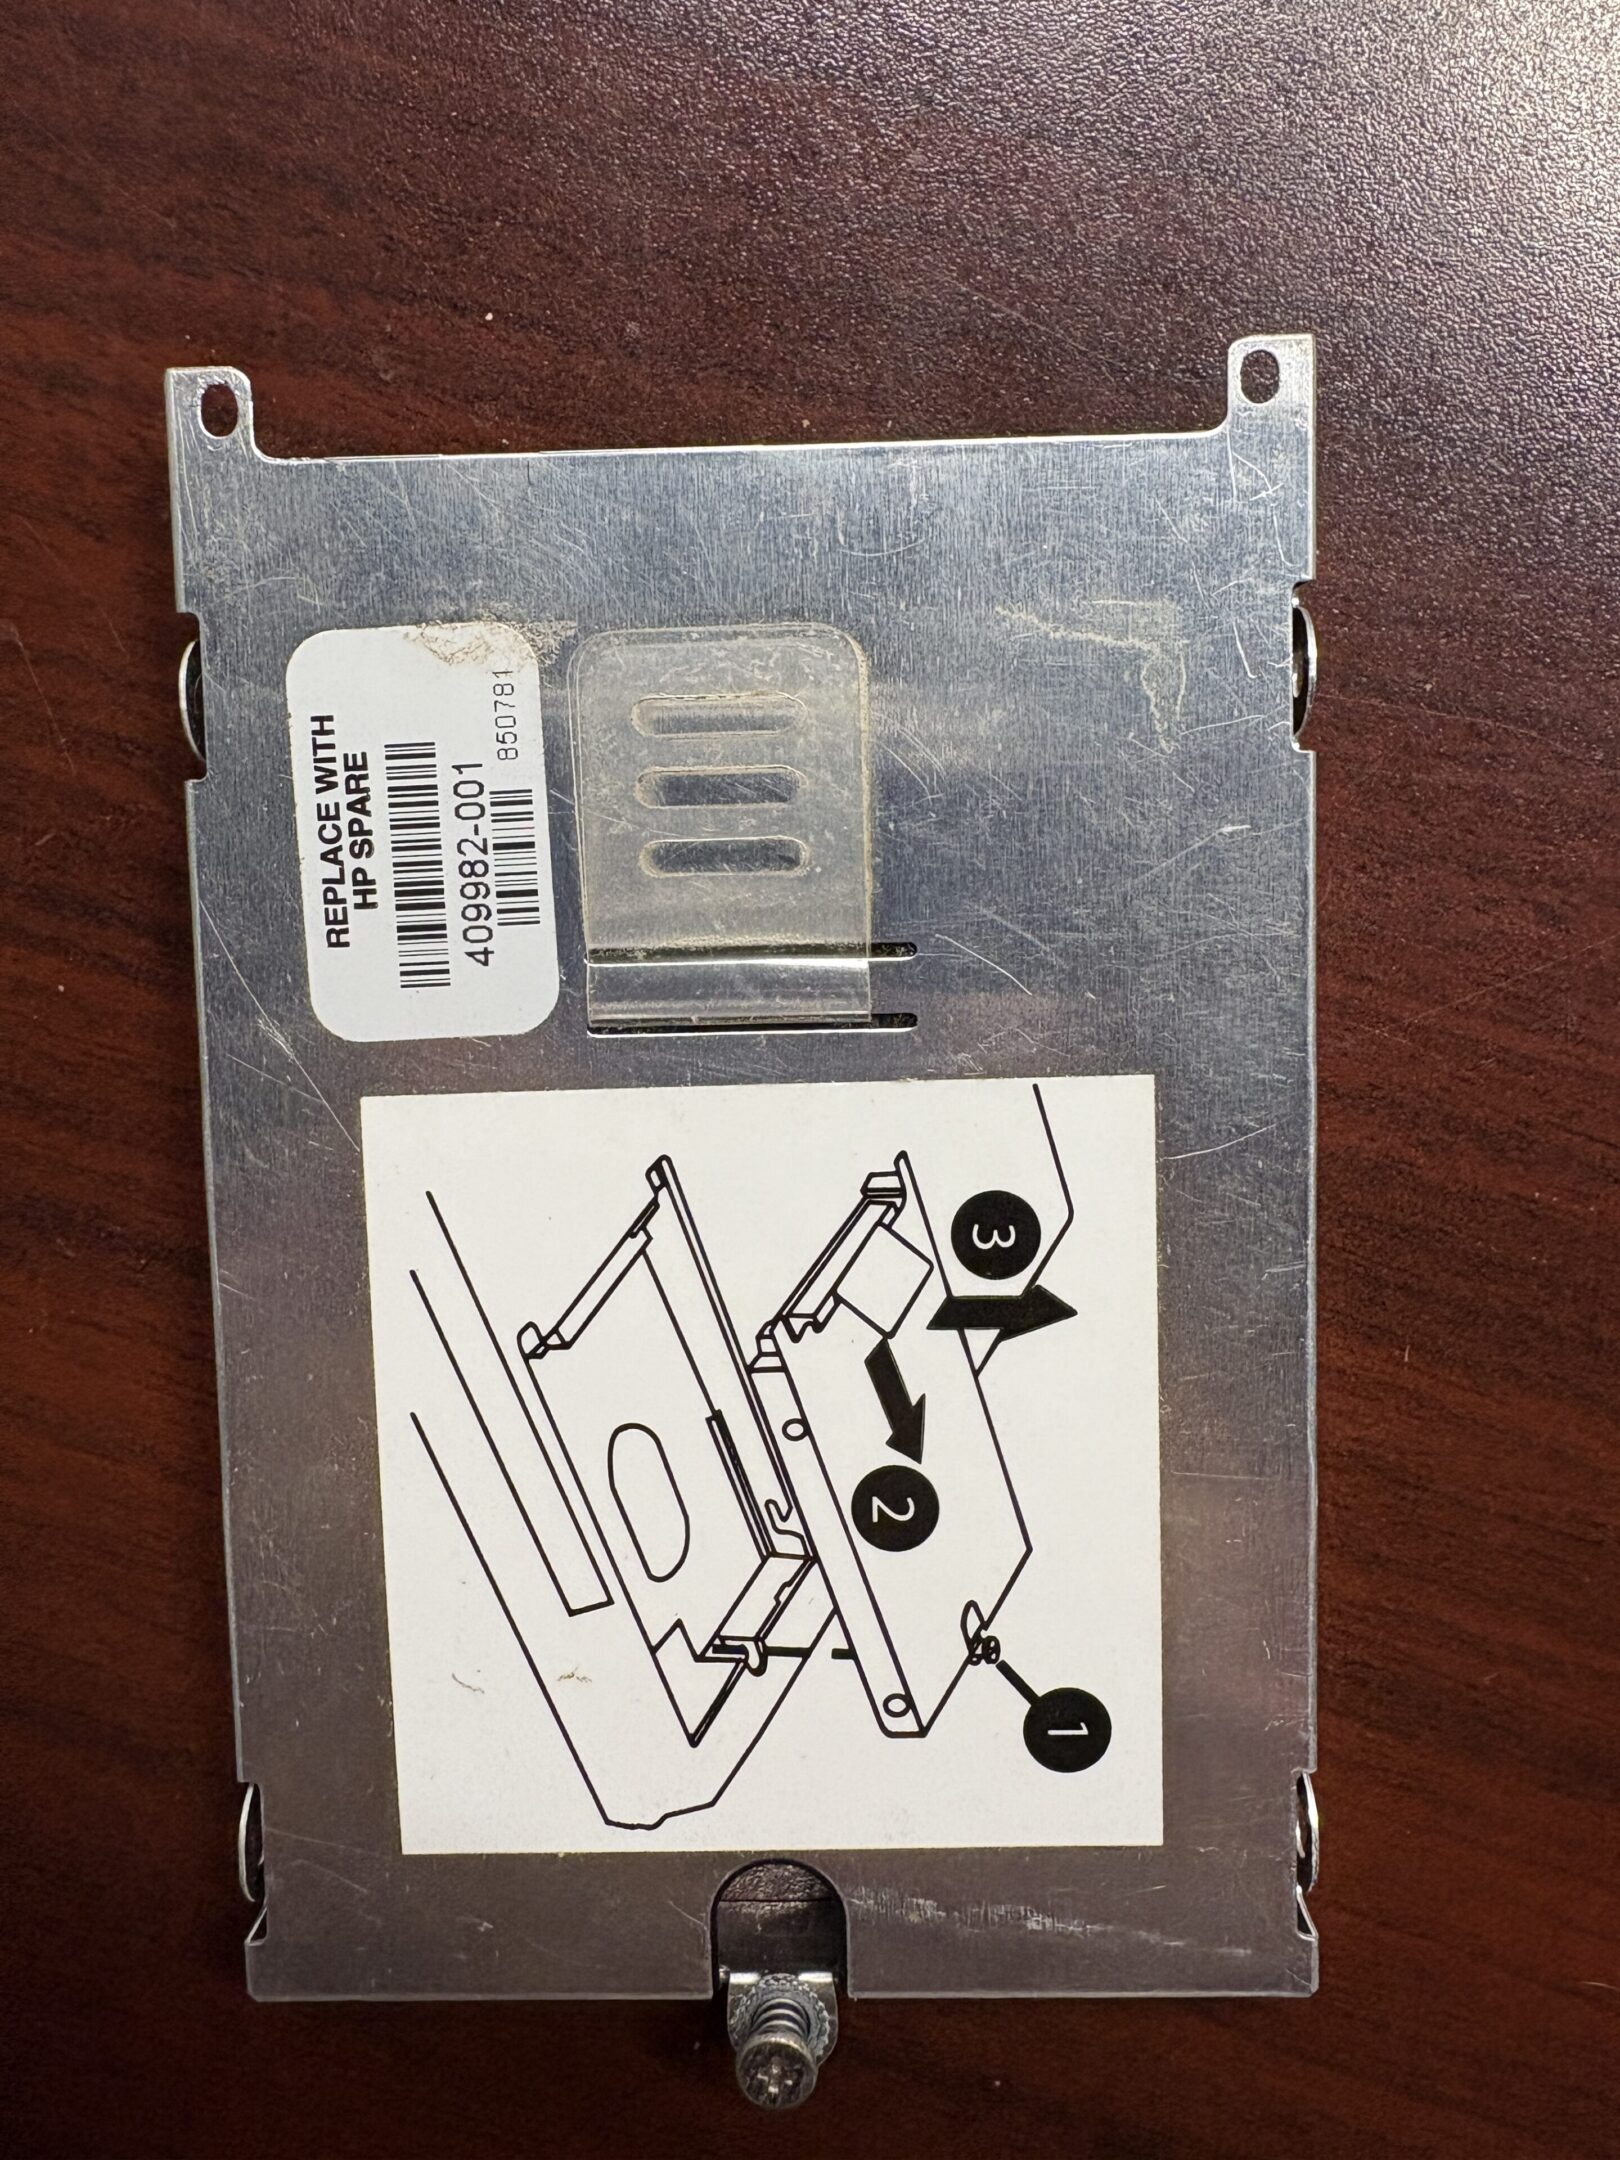 REPLACE WITH
HP SPARE
409982-001
850781
3
2
1